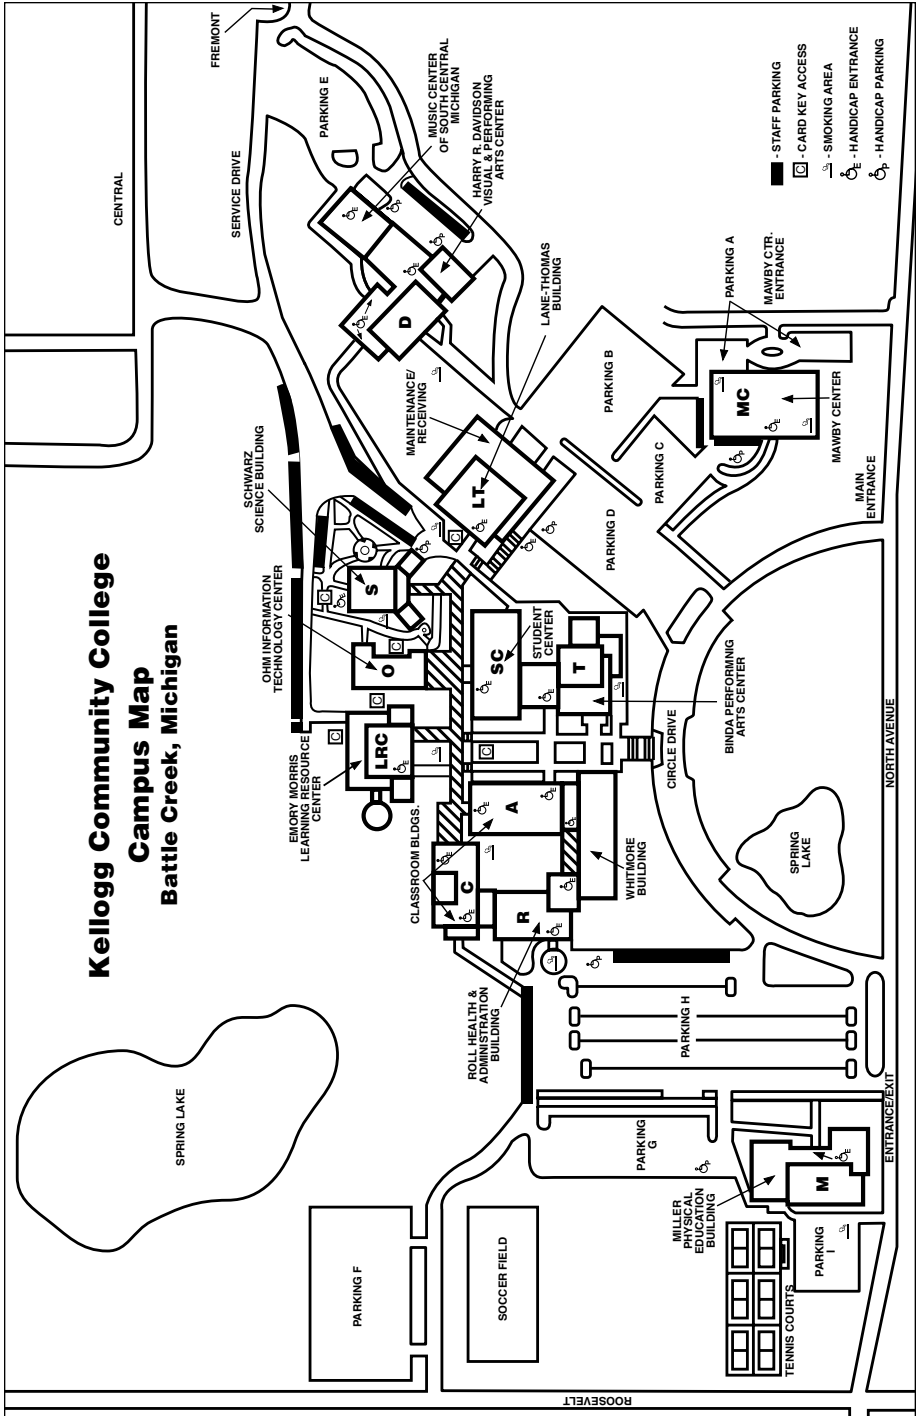 Kellogg Community College
Campus Map
Battle Creek, Michigan
FREMONT
CENTRAL
SERVICE DRIVE
PARKING E
MUSIC CENTER
OF SOUTH CENTRAL
MICHIGAN
HARRY R. DAVIDSON
VISUAL & PERFORMING
ARTS CENTER
- STAFF PARKING
C - CARD KEY ACCESS
- SMOKING AREA
E - HANDICAP ENTRANCE
P - HANDICAP PARKING
D
LANE-THOMAS
BUILDING
PARKING A
MAWBY CTR.
ENTRANCE
MAINTENANCE/
RECEIVING
PARKING B
MC
MAWBY CENTER
SCHWARZ
SCIENCE BUILDING
LT
PARKING C
MAIN
ENTRANCE
PARKING D
OHM INFORMATION
TECHNOLOGY CENTER
S
O
SC
STUDENT
CENTER
T
BINDA PERFORMNIG
ARTS CENTER
EMORY MORRIS
LEARNING RESOURCE
CENTER
LRC
CIRCLE DRIVE
NORTH AVENUE
CLASSROOM BLDGS.
A
C
R
WHITMORE
BUILDING
SPRING
LAKE
ROLL HEALTH &
ADMINISTRATION
BUILDING
PARKING H
SPRING LAKE
PARKING
G
ENTRANCE/EXIT
M
MILLER
PHYSICAL
EDUCATION
BUILDING
PARKING F
SOCCER FIELD
PARKING
I
TENNIS COURTS
ROOSEVELT